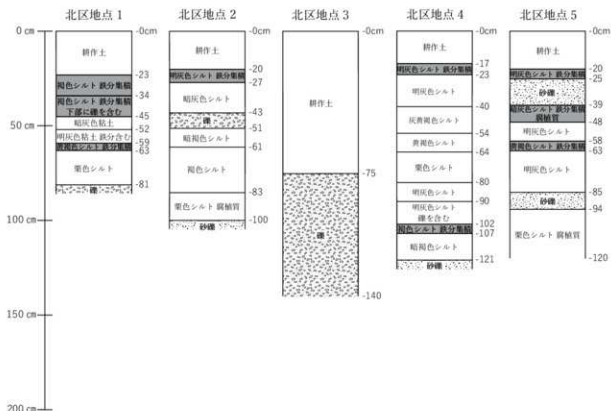 北区地点 1
北区地点 2
北区地点 3
北区地点 4
北区地点 5
0 cm
50 cm
100 cm
150 cm
200 cm
-0cm
耕作土
-23
褐色シルト 鉄分集積
-34
褐色シルト 鉄分集積
下部に礫を含む
-45
暗灰色粘土
-52
明灰色粘土 鉄分含む
-59
-63
栗色シルト
-81
礫
-0cm
耕作土
-20
明灰色シルト 鉄分集積
-27
暗灰色シルト
-43
礫
-51
暗褐色シルト
-61
褐色シルト
-83
栗色シルト 腐植質
-100
砂礫
-0cm
耕作土
-75
礫
-140
-0cm
耕作土
-17
明灰色シルト 鉄分集積
-23
明灰色シルト
-40
灰黄褐色シルト
-54
黄褐色シルト
-64
栗色シルト
-80
明灰色シルト
-90
明灰色シルト
礫を含む
-102
褐色シルト 鉄分集積
-107
暗褐色シルト
-121
砂礫
-0cm
耕作土
-20
明灰色シルト 鉄分集積
-25
砂礫
-39
明灰色シルト 鉄分集積
腐植質
-48
明灰色シルト
-58
黄褐色シルト 鉄分集積
-63
明灰色シルト
-85
砂礫
-94
栗色シルト 腐植質
-120